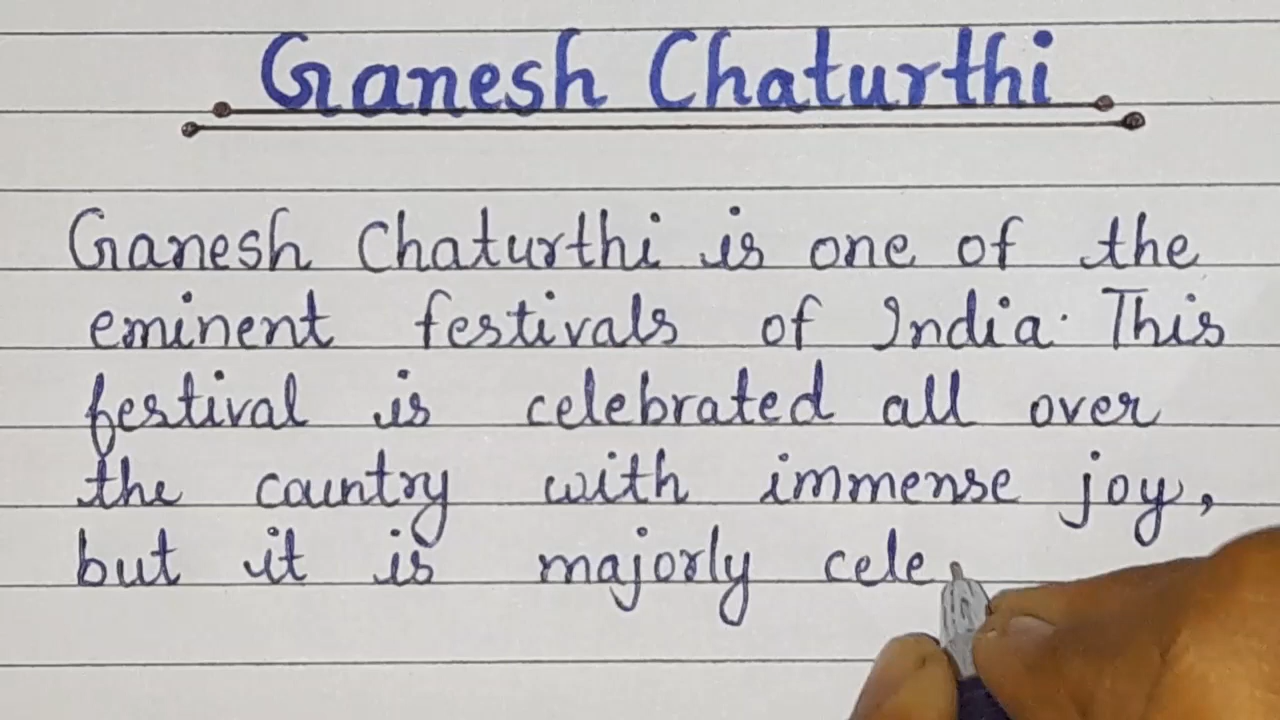 Ganesh Chaturthi
Ganesh Chaturthi is one of the
eminent festivals of India. This
festival is celebrated all over
the country with immense joy,
but it is majorly cele